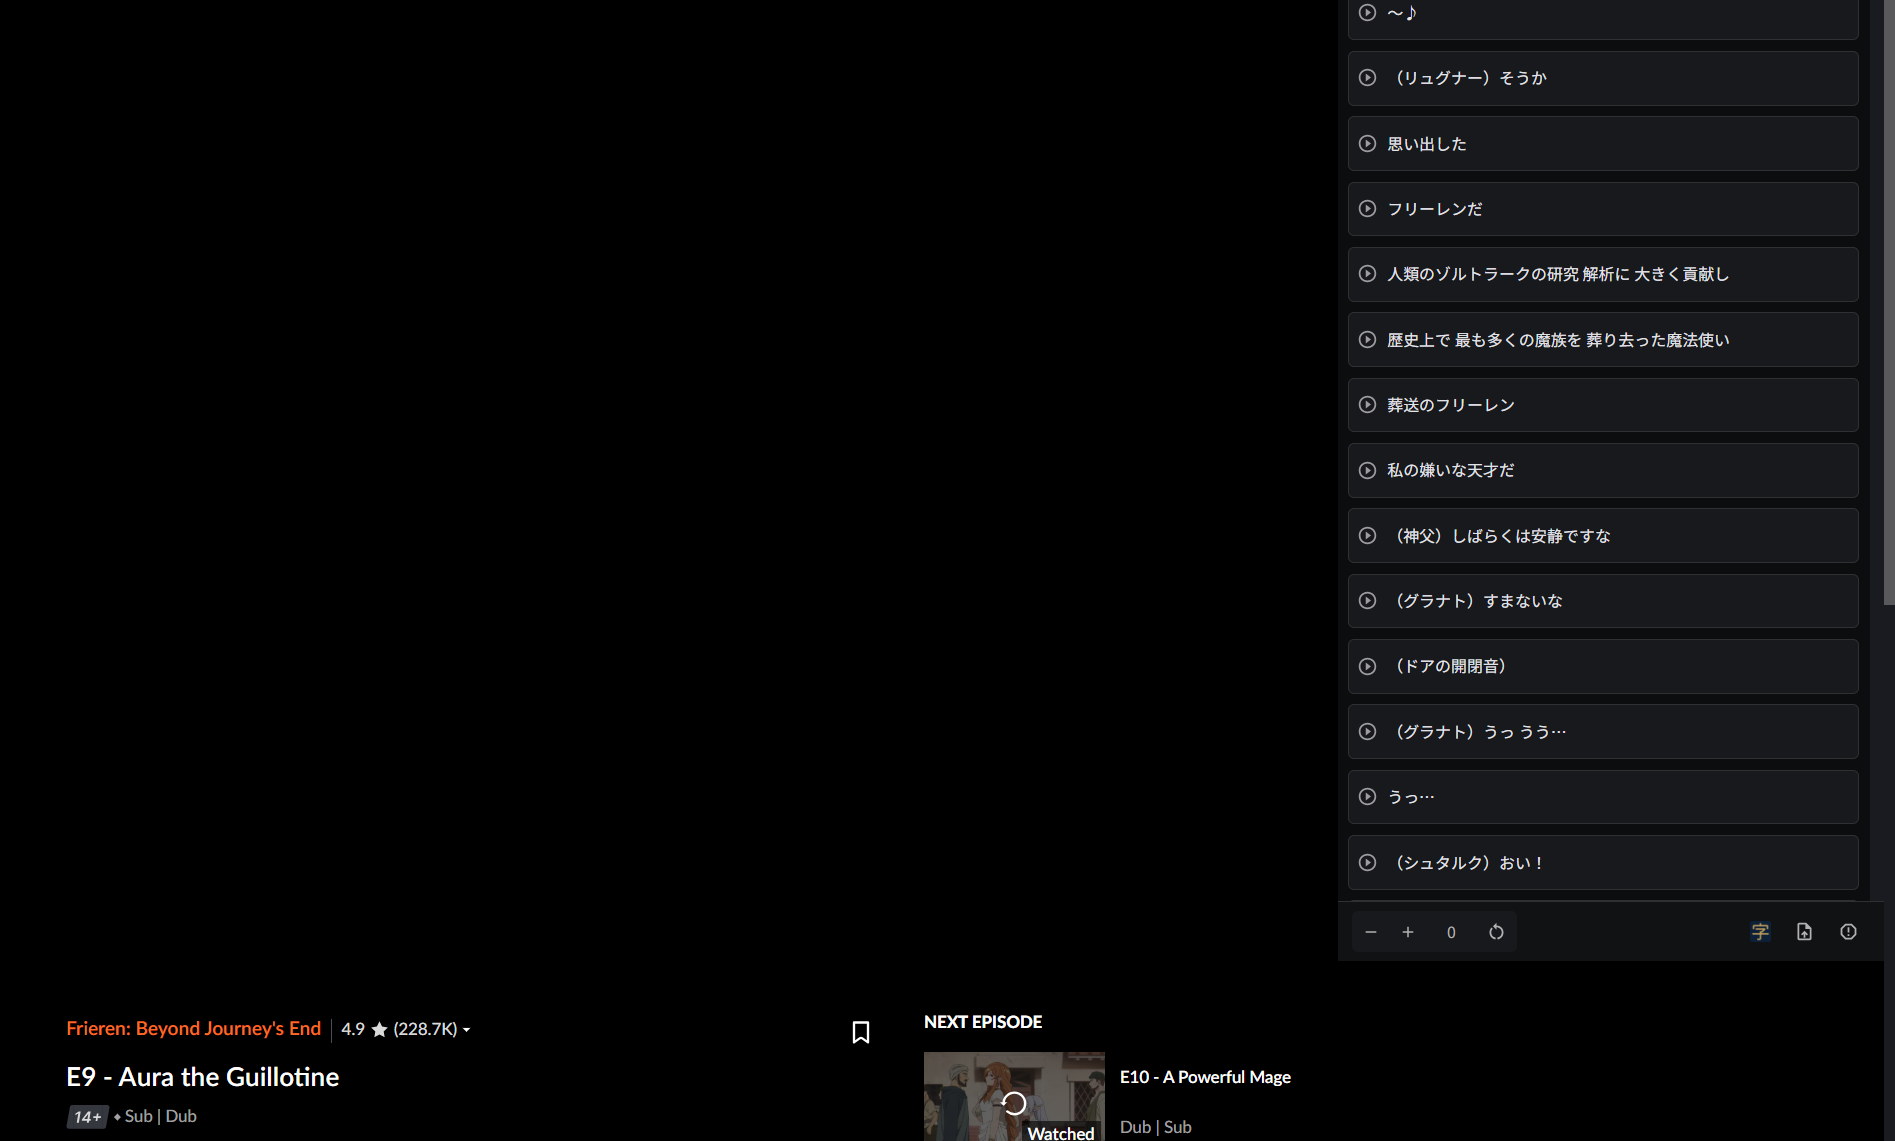 ～♪
（リュグナー）そうか
思い出した
フリーレンだ
人類のゾルトラークの研究 解析に 大きく貢献し
歴史上で 最も多くの魔族を 葬り去った魔法使い
葬送のフリーレン
私の嫌いな天才だ
（神父）しばらくは安静ですな
（グラナト）すまないな
（ドアの開閉音）
（グラナト）うっ うう…
うっ…
（シュタルク）おい！
− + 0
字
Frieren: Beyond Journey's End
4.9 ★ (228.7K)
E9 - Aura the Guillotine
14+ ♦ Sub | Dub
NEXT EPISODE
Watched
E10 - A Powerful Mage
Dub | Sub